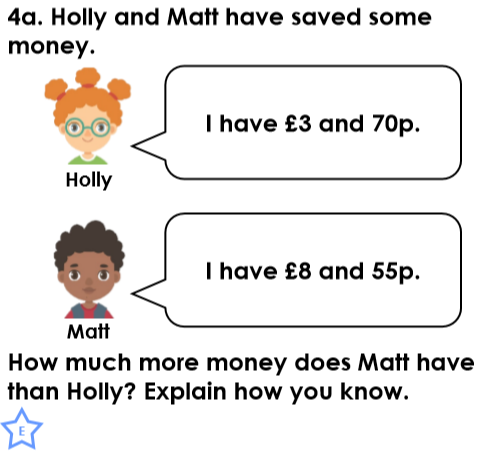 4a. Holly and Matt have saved some
money.
I have £3 and 70p.
Holly
I have £8 and 55p.
Matt
How much more money does Matt have
than Holly? Explain how you know.
E